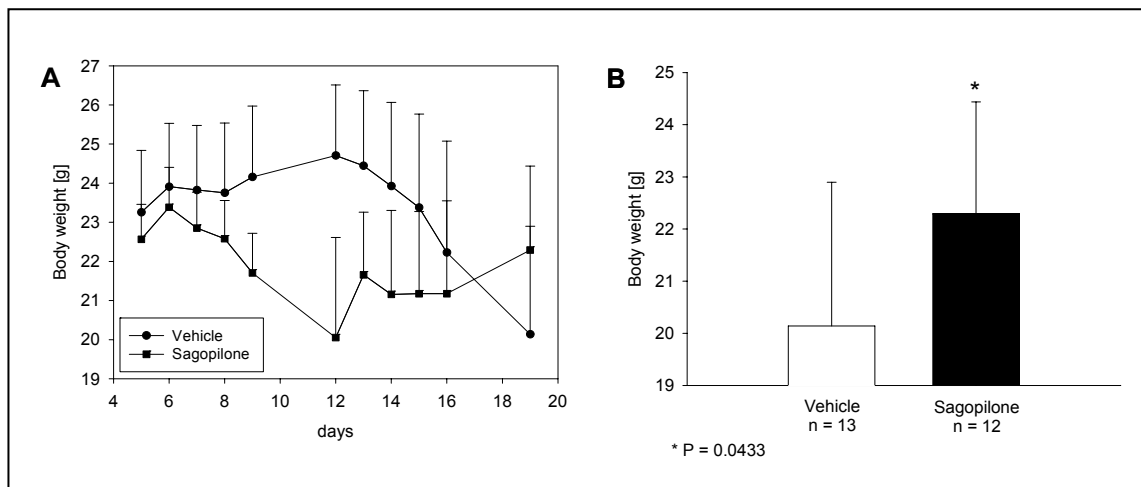 A
27
26
25
24
23
22
21
20
19
Body weight [g]
Vehicle
Sagopilone
4 6 8 10 12 14 16 18 20
days
B
25
24
23
22
21
20
19
Body weight [g]
*
Vehicle
n = 13
Sagopilone
n = 12
* P = 0.0433